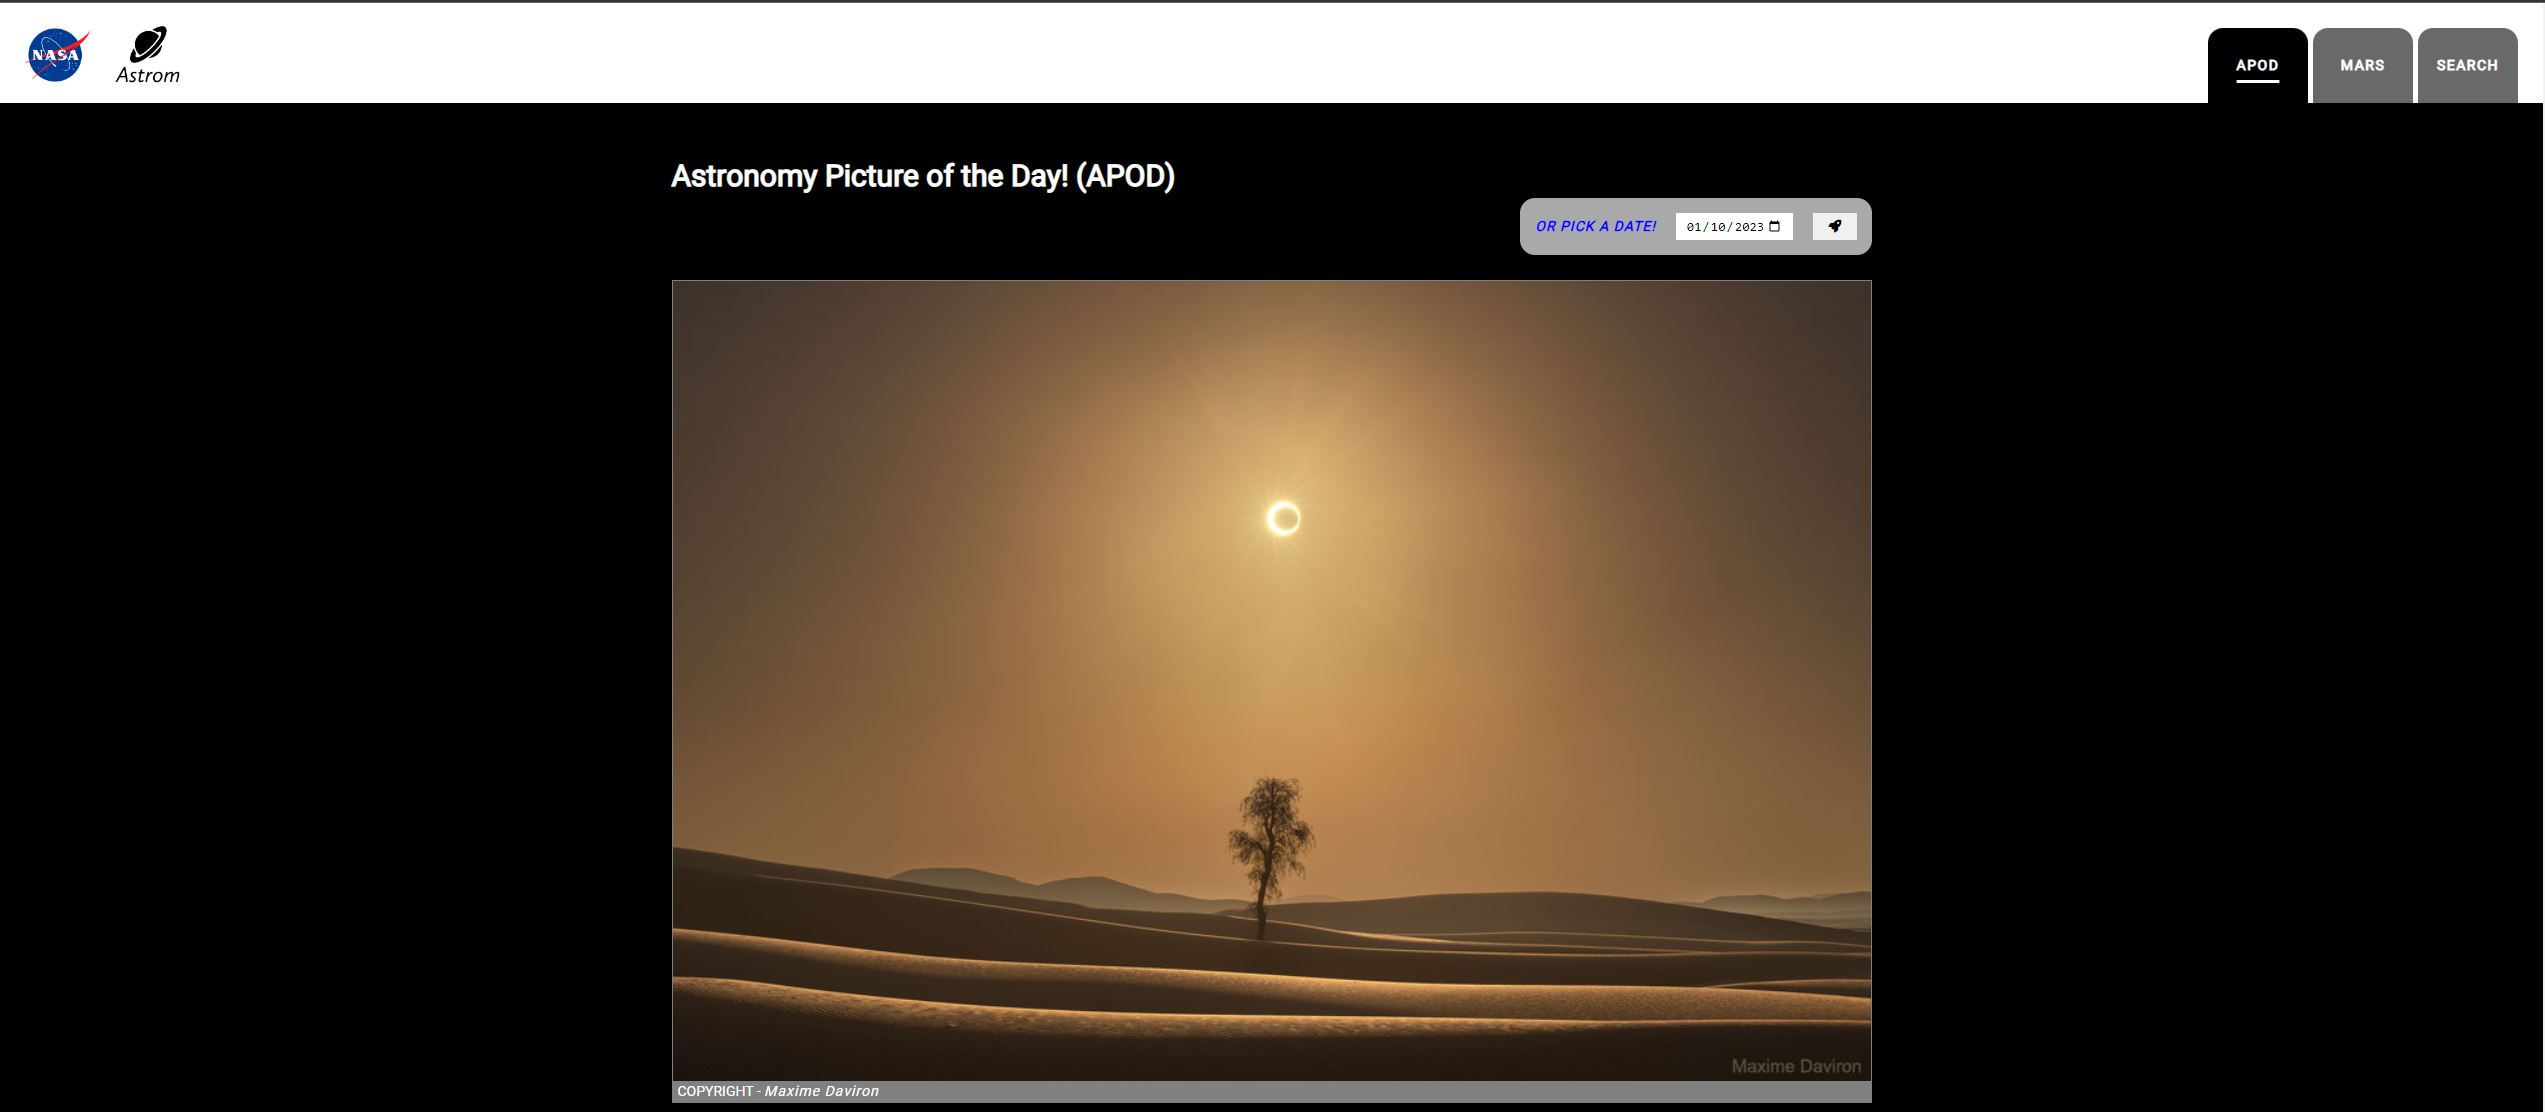 NASA
Astrom
APOD
MARS
SEARCH
Astronomy Picture of the Day! (APOD)
OR PICK A DATE!
01/10/2023
Maxime Daviron
COPYRIGHT - Maxime Daviron